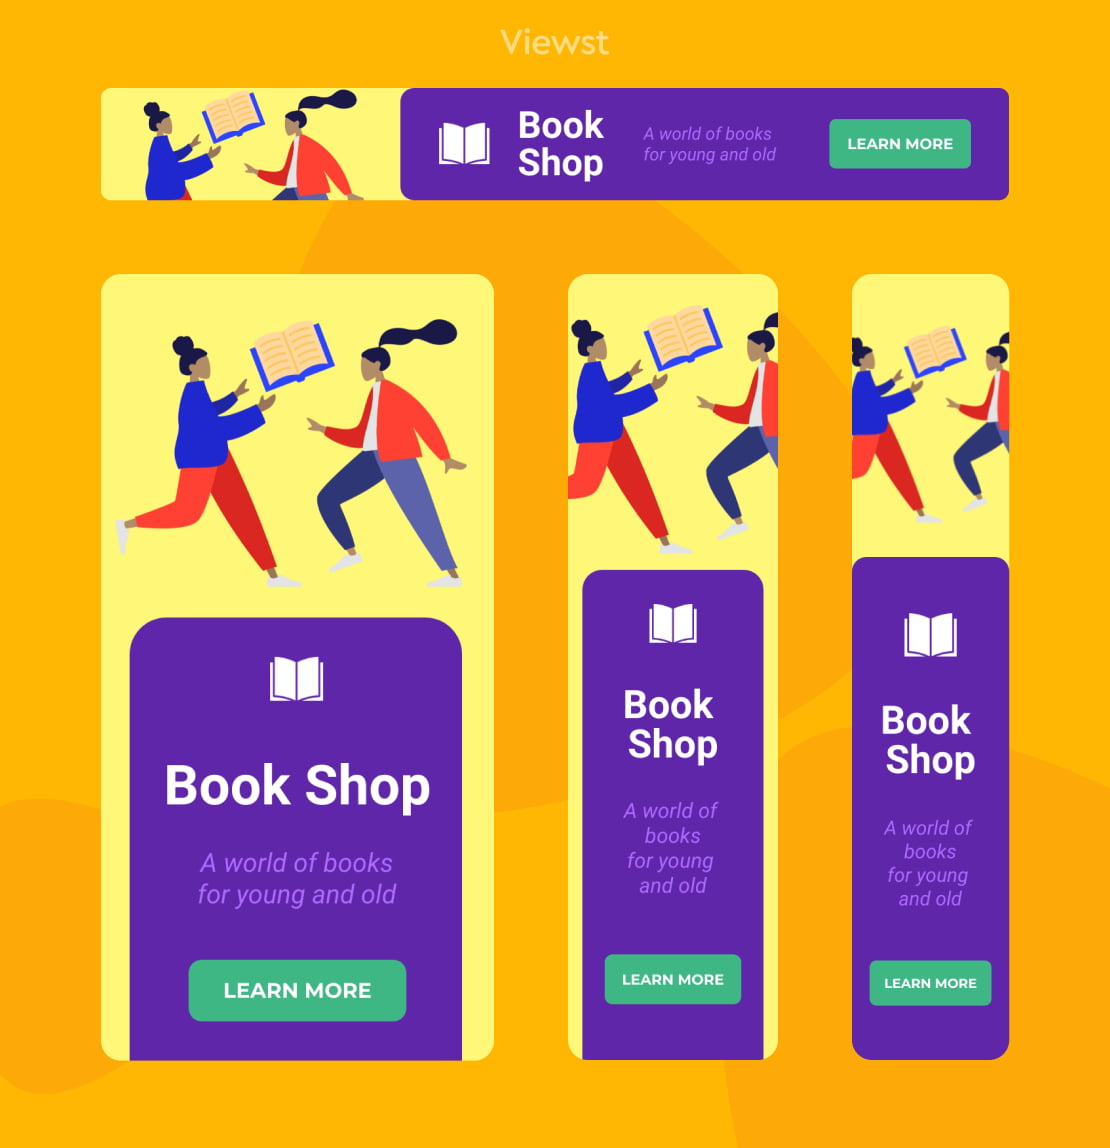 Viewst
Book
Shop
A world of books
for young and old
LEARN MORE
Book Shop
A world of books
for young and old
LEARN MORE
Book
Shop
A world of
books
for young
and old
LEARN MORE
Book
Shop
A world of
books
for young
and old
LEARN MORE